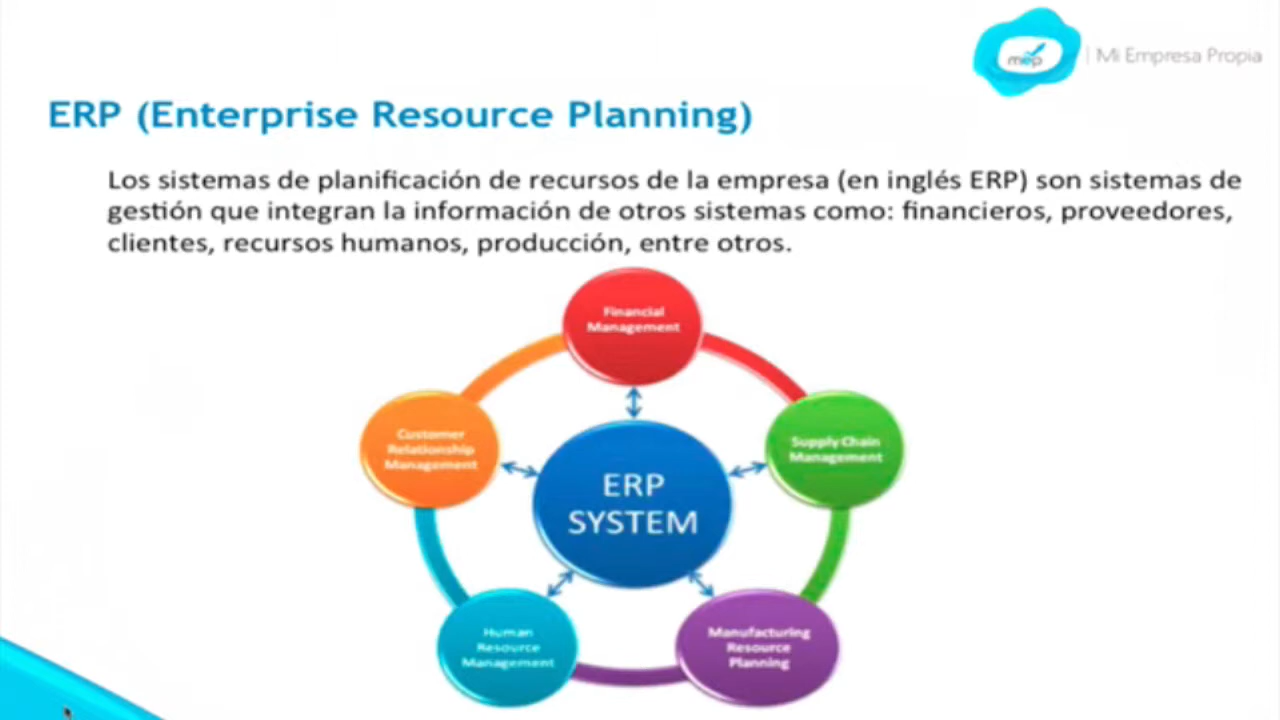 mep | Mi Empresa Propia
ERP (Enterprise Resource Planning)
Los sistemas de planificación de recursos de la empresa (en inglés ERP) son sistemas de
gestión que integran la información de otros sistemas como: financieros, proveedores,
clientes, recursos humanos, producción, entre otros.
Financial
Management
Customer
Relationship
Management
Supply Chain
Management
ERP
SYSTEM
Human
Resource
Management
Manufacturing
Resource
Planning